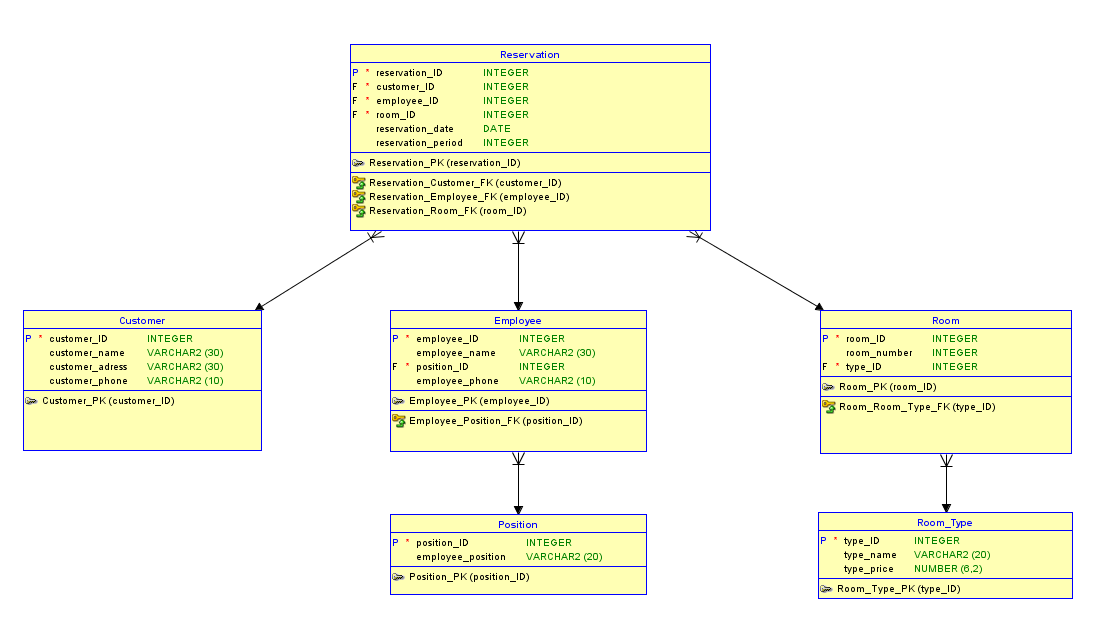 Reservation
P * reservation_ID INTEGER
F * customer_ID INTEGER
F * employee_ID INTEGER
F * room_ID INTEGER
reservation_date DATE
reservation_period INTEGER
Reservation_PK (reservation_ID)
Reservation_Customer_FK (customer_ID)
Reservation_Employee_FK (employee_ID)
Reservation_Room_FK (room_ID)
Customer
P * customer_ID INTEGER
customer_name VARCHAR2 (30)
customer_adress VARCHAR2 (30)
customer_phone VARCHAR2 (10)
Customer_PK (customer_ID)
Employee
P * employee_ID INTEGER
employee_name VARCHAR2 (30)
F * position_ID INTEGER
employee_phone VARCHAR2 (10)
Employee_PK (employee_ID)
Employee_Position_FK (position_ID)
Room
P * room_ID INTEGER
room_number INTEGER
F * type_ID INTEGER
Room_PK (room_ID)
Room_Room_Type_FK (type_ID)
Position
P * position_ID INTEGER
employee_position VARCHAR2 (20)
Position_PK (position_ID)
Room_Type
P * type_ID INTEGER
type_name VARCHAR2 (20)
type_price NUMBER (6,2)
Room_Type_PK (type_ID)